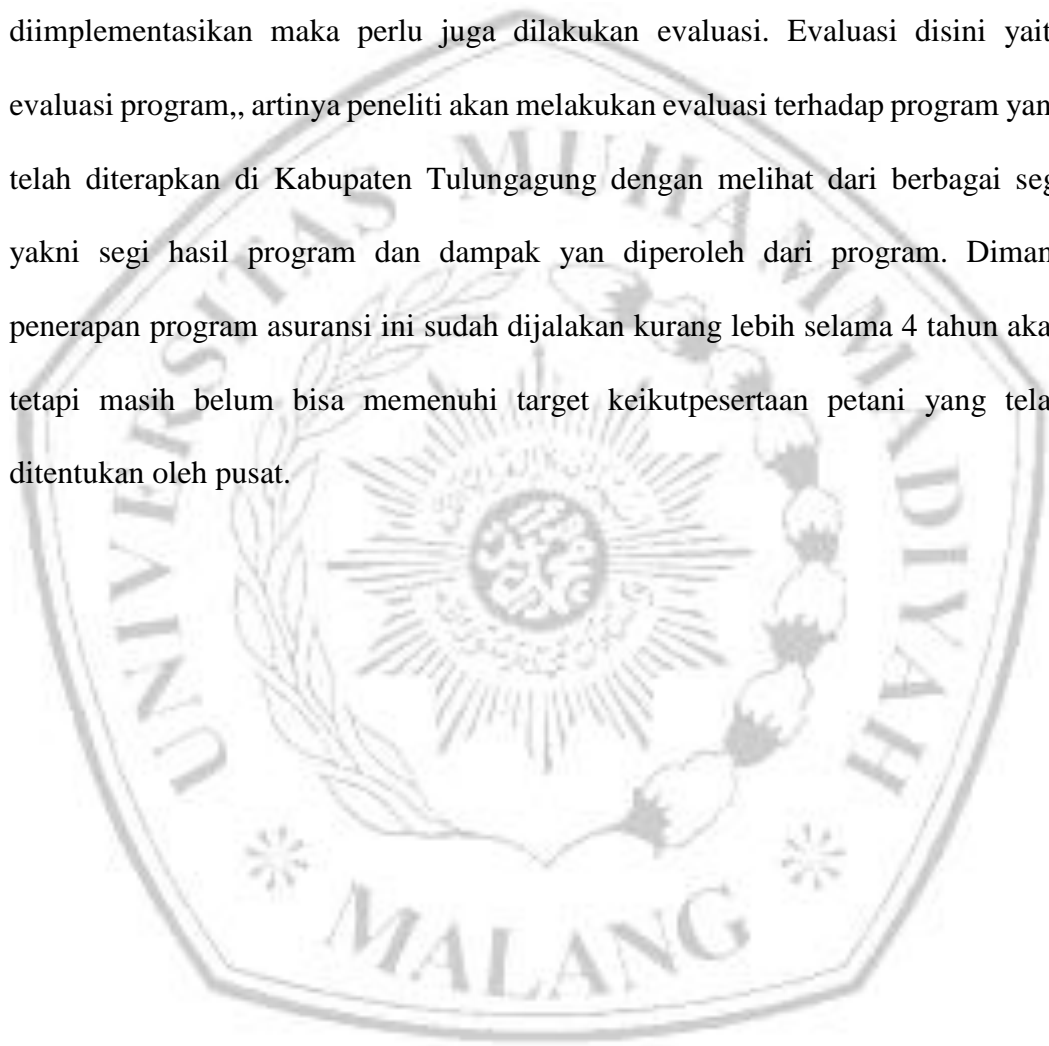 diimplementasikan maka perlu juga dilakukan evaluasi. Evaluasi disini yait
evaluasi program,, artinya peneliti akan melakukan evaluasi terhadap program yan
telah diterapkan di Kabupaten Tulungagung dengan melihat dari berbagai seg
yakni segi hasil program dan dampak yan diperoleh dari program. Diman
penerapan program asuransi ini sudah dijalakan kurang lebih selama 4 tahun aka
tetapi masih belum bisa memenuhi target keikutpesertaan petani yang tela
ditentukan oleh pusat.
UNIVERSITAS MUHAMMADIYAH
MALANG